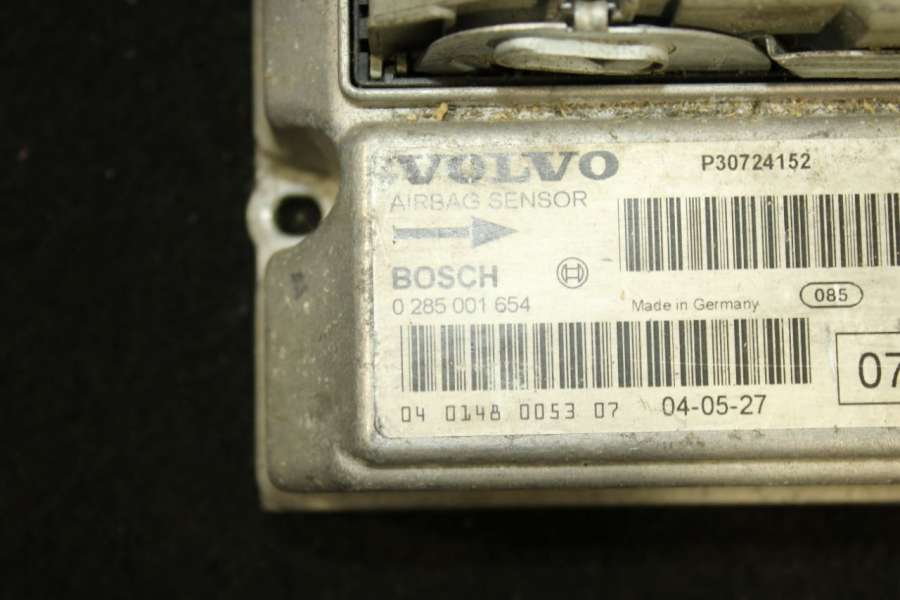 VOLVO P30724152
AIRBAG SENSOR
BOSCH
0 285 001 654 Made in Germany 085
07
04 0148 0053 07 04-05-27